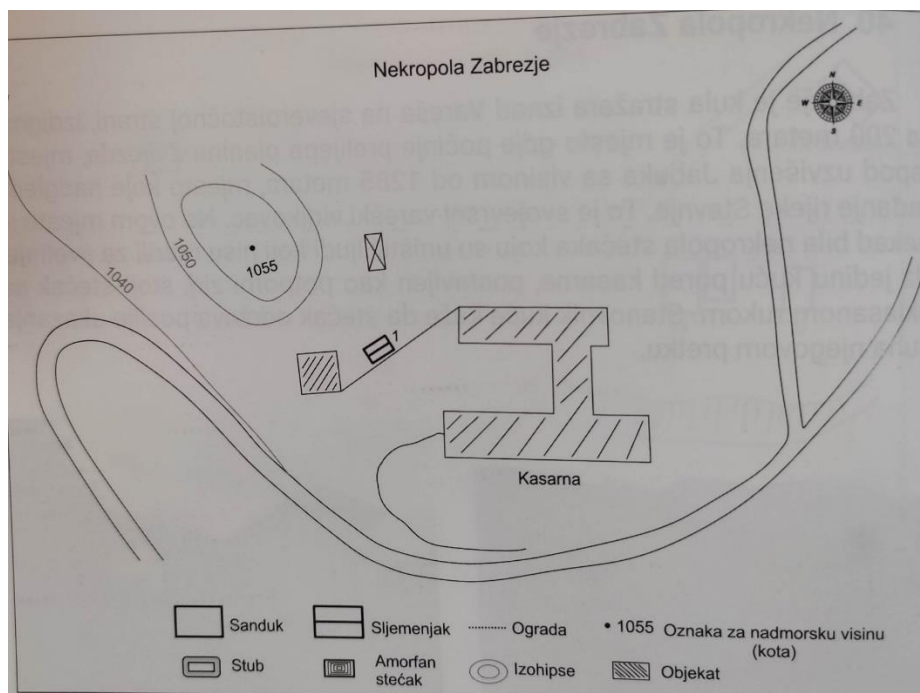 Nekropola Zabrezje
N
W E
S
1040
1050
1055
1
Kasarna
Sanduk
Sljemenjak
Ograda
1055 Oznaka za nadmorsku visinu
(kota)
Stub
Amorfan
stećak
Izohipse
Objekat